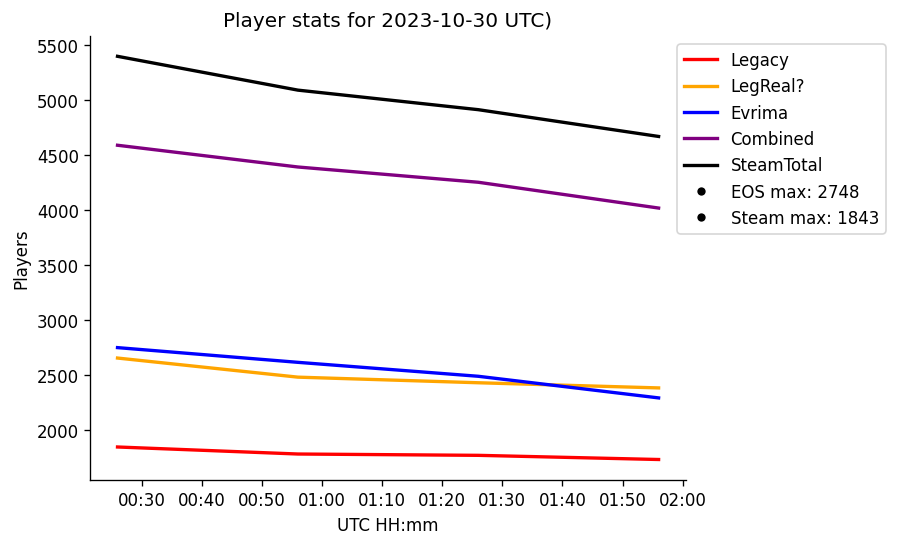 Player stats for 2023-10-30 UTC)
5500
5000
4500
4000
3500
3000
2500
2000
Players
00:30 00:40 00:50 01:00 01:10 01:20 01:30 01:40 01:50 02:00
UTC HH:mm
Legacy
LegReal?
Evrima
Combined
SteamTotal
EOS max: 2748
Steam max: 1843